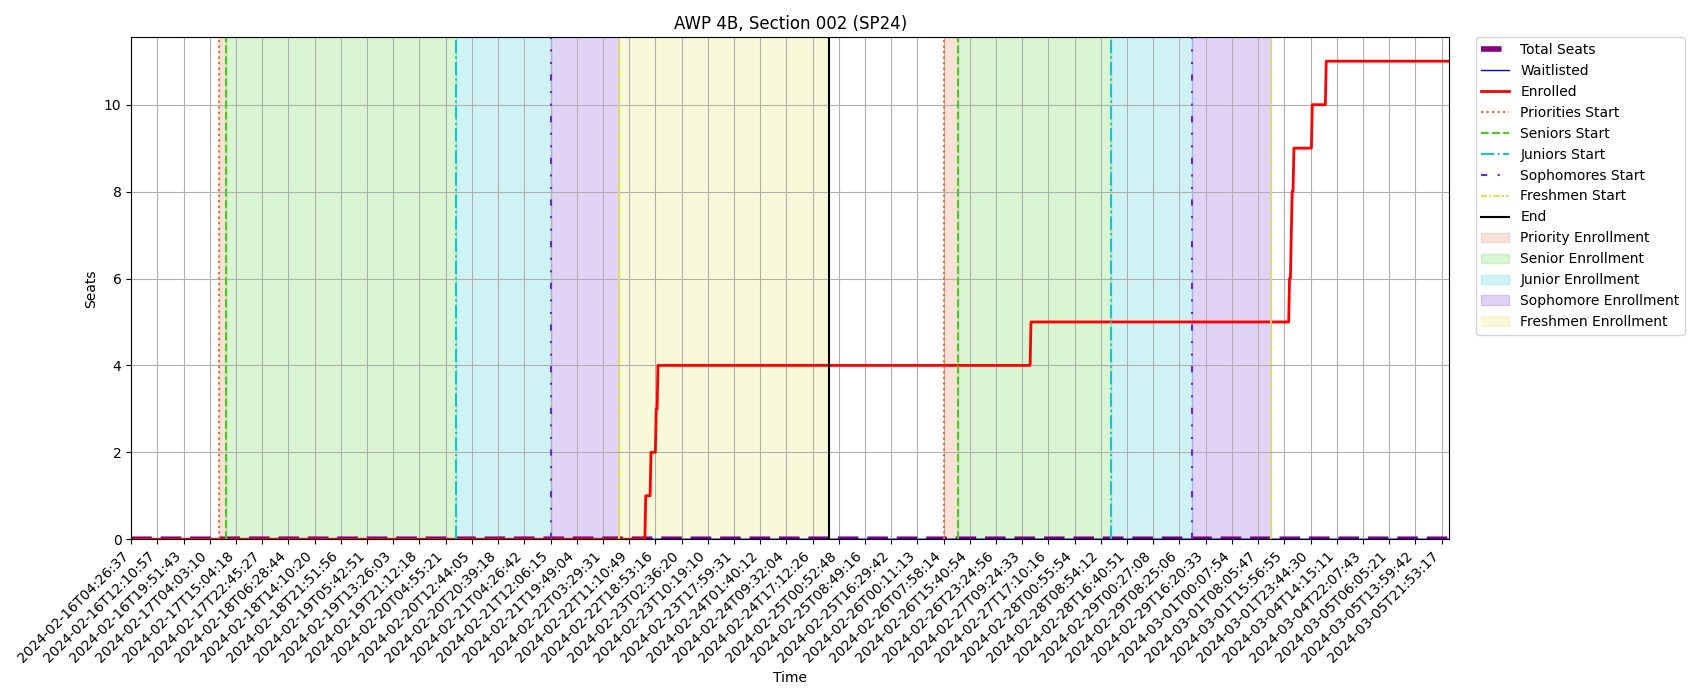 AWP 4B, Section 002 (SP24)
Total Seats
Waitlisted
Enrolled
Priorities Start
Seniors Start
Juniors Start
Sophomores Start
Freshmen Start
End
Priority Enrollment
Senior Enrollment
Junior Enrollment
Sophomore Enrollment
Freshmen Enrollment
Seats
10
8
6
4
2
0
2024-02-16T04:26:37
2024-02-16T12:10:57
2024-02-16T19:51:43
2024-02-17T04:03:10
2024-02-17T15:04:18
2024-02-17T22:45:27
2024-02-18T06:28:44
2024-02-18T14:10:20
2024-02-18T21:51:56
2024-02-19T05:42:51
2024-02-19T13:26:03
2024-02-19T21:12:18
2024-02-20T04:55:21
2024-02-20T12:44:05
2024-02-20T20:39:18
2024-02-21T04:26:42
2024-02-21T12:06:15
2024-02-21T19:49:04
2024-02-22T03:29:31
2024-02-22T11:10:49
2024-02-22T18:53:16
2024-02-23T02:36:20
2024-02-23T10:19:10
2024-02-23T17:59:31
2024-02-24T01:40:12
2024-02-24T09:32:04
2024-02-24T17:12:26
2024-02-25T00:52:48
2024-02-25T08:49:16
2024-02-25T16:29:42
2024-02-26T00:11:13
2024-02-26T07:58:14
2024-02-26T15:40:54
2024-02-26T23:24:56
2024-02-27T09:24:33
2024-02-27T17:10:16
2024-02-28T00:55:54
2024-02-28T08:54:12
2024-02-28T16:40:51
2024-02-29T00:27:08
2024-02-29T08:25:06
2024-02-29T16:20:33
2024-03-01T00:07:54
2024-03-01T08:05:47
2024-03-01T15:56:55
2024-03-01T23:44:30
2024-03-04T14:15:11
2024-03-04T22:07:43
2024-03-05T06:05:21
2024-03-05T13:59:42
2024-03-05T21:53:17
Time